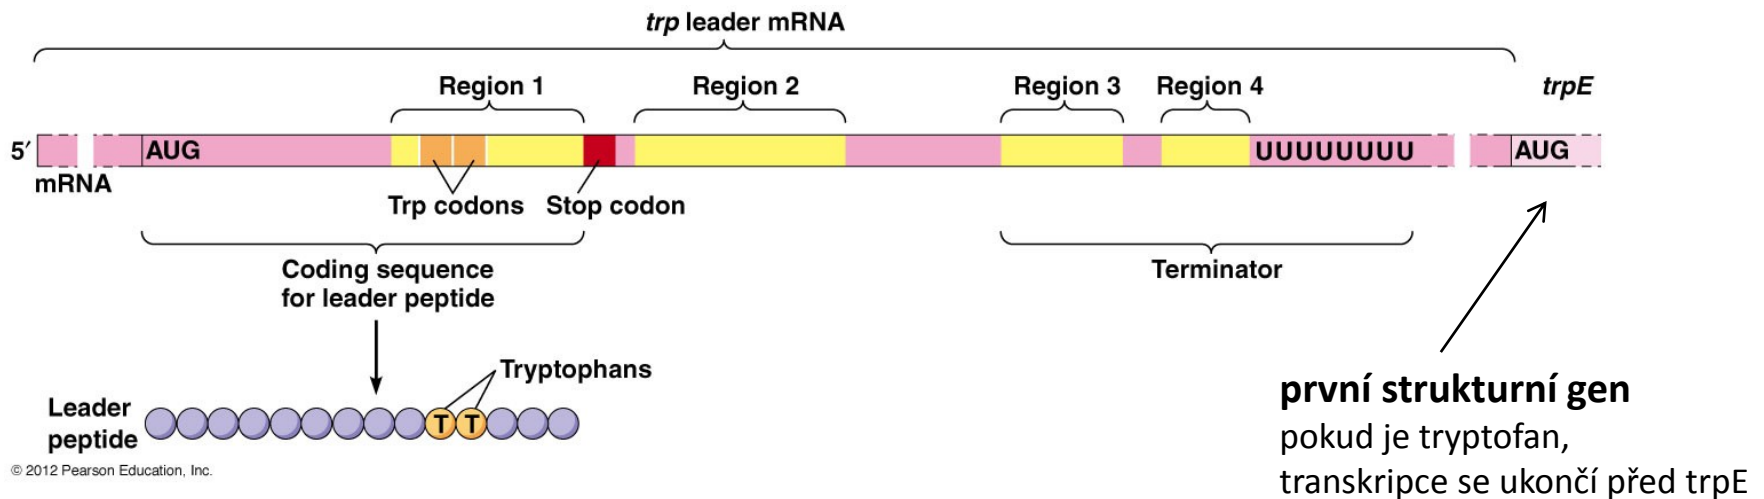 trp leader mRNA
Region 1 Region 2 Region 3 Region 4 trpE
5′ AUG UUUUUUUU AUG
mRNA
Trp codons Stop codon
Coding sequence
for leader peptide
Terminator
Tryptophans
Leader
peptide
T T
© 2012 Pearson Education, Inc.
první strukturní gen
pokud je tryptofan,
transkripce se ukončí před trpE